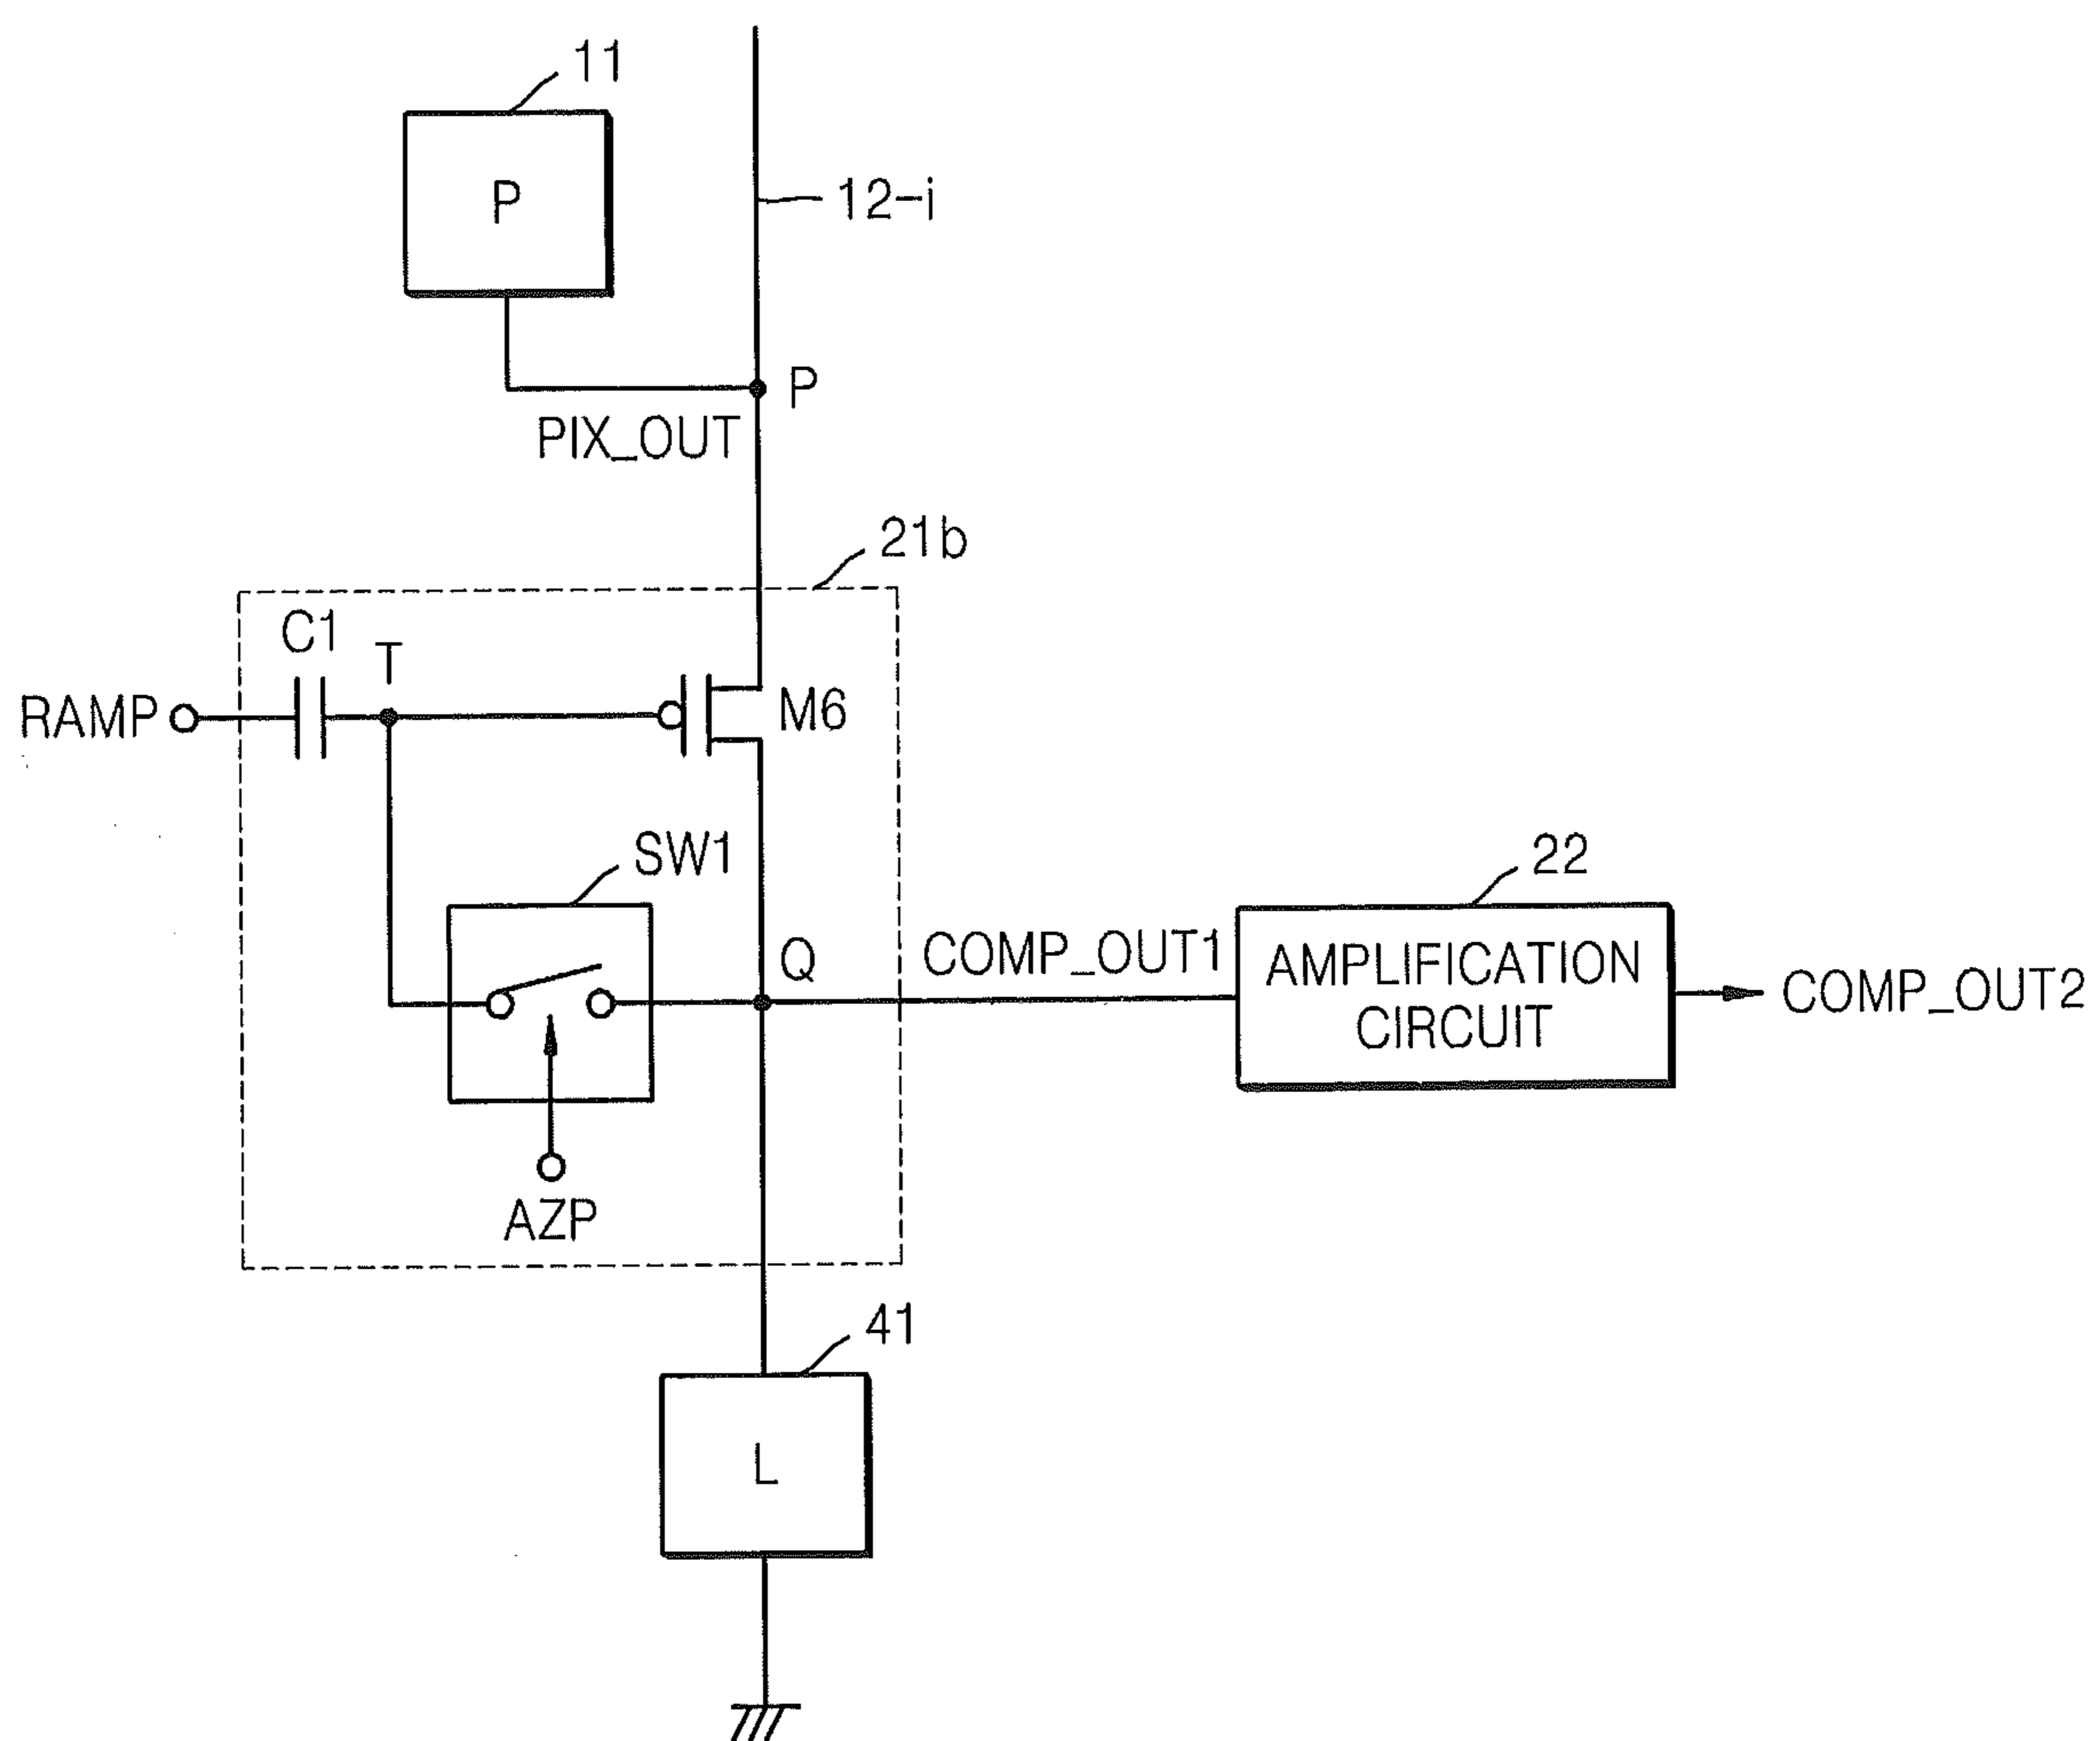 11
P
12-i
P
PIX_OUT
21b
C1
T
RAMP
M6
SW1
22
Q
COMP_OUT1
AMPLIFICATION
CIRCUIT
COMP_OUT2
AZP
41
L